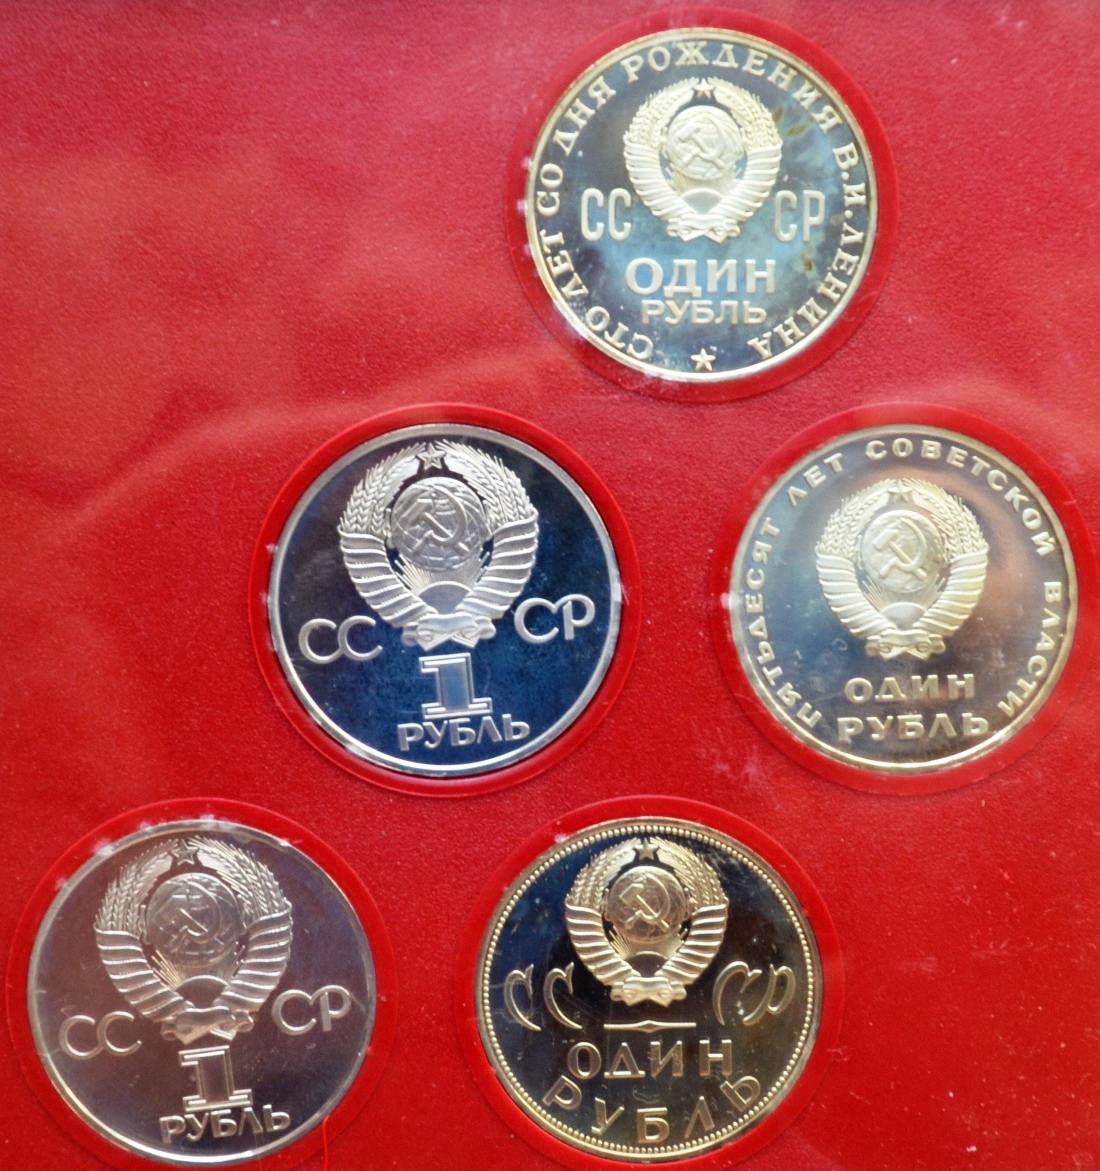 СТО ЛЕТ СО ДНЯ РОЖДЕНИЯ В.И.ЛЕНИНА
СС СР
ОДИН
РУБЛЬ
СС СР
1
РУБЛЬ
ПЯТЬДЕСЯТ ЛЕТ СОВЕТСКОЙ ВЛАСТИ
ОДИН
РУБЛЬ
СС СР
1
РУБЛЬ
СС СР
ОДИН
РУБЛЬ